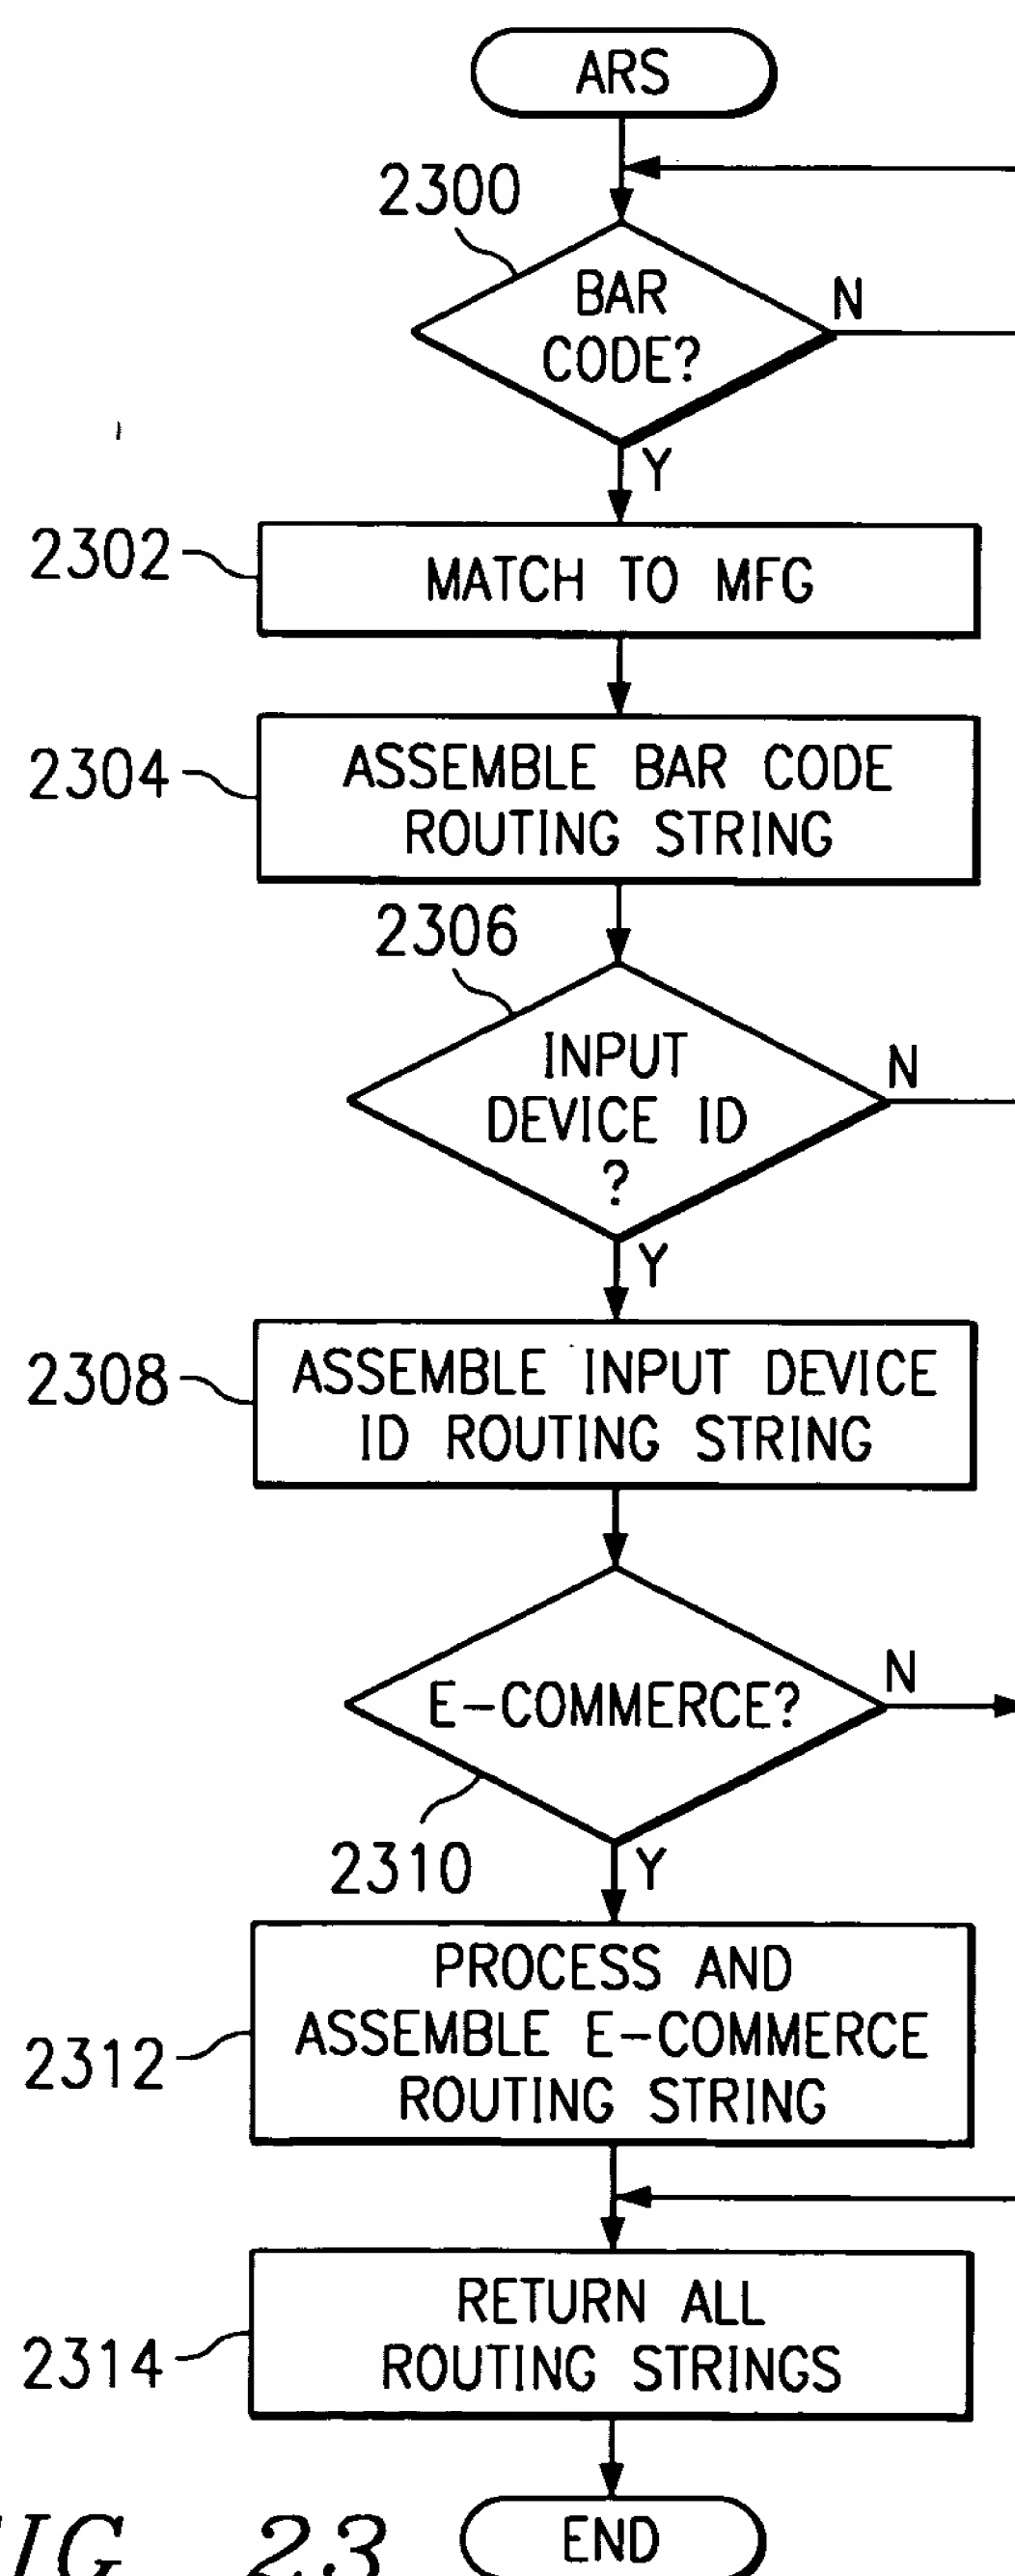 ARS
2300
BAR
CODE?
N
Y
2302
MATCH TO MFG
2304
ASSEMBLE BAR CODE
ROUTING STRING
2306
INPUT
DEVICE ID
?
N
Y
2308
ASSEMBLE INPUT DEVICE
ID ROUTING STRING
E-COMMERCE?
N
2310
Y
PROCESS AND
ASSEMBLE E-COMMERCE
ROUTING STRING
2312
RETURN ALL
ROUTING STRINGS
2314
END
IG 23